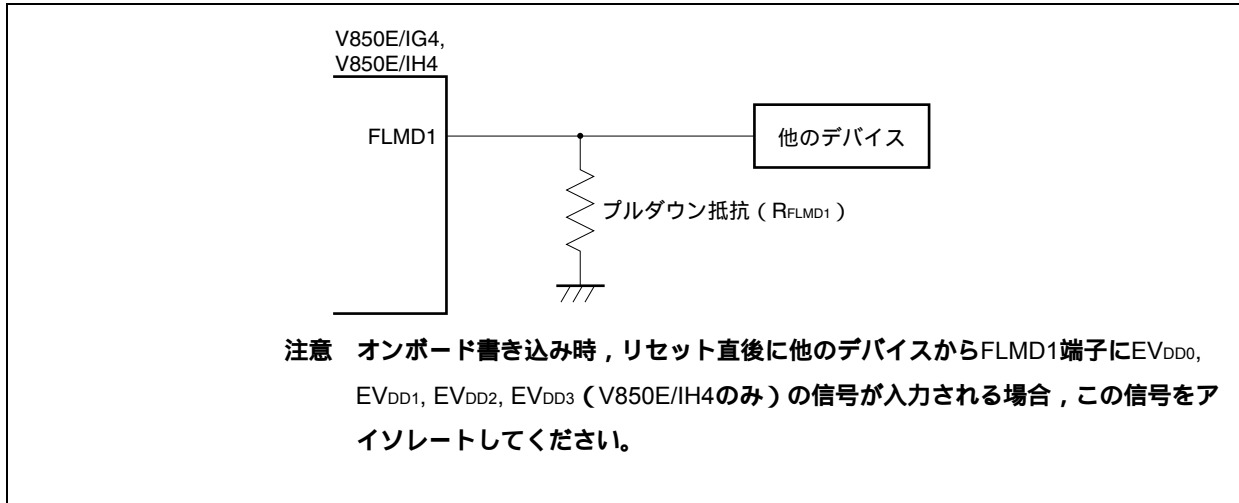 V850E/IG4,
V850E/IH4
FLMD1
他のデバイス
プルダウン抵抗（RFLMD1）
注意 オンボード書き込み時，リセット直後に他のデバイスからFLMD1端子にEVDD0,
EVDD1, EVDD2, EVDD3（V850E/IH4のみ）の信号が入力される場合，この信号をア
イソレートしてください。